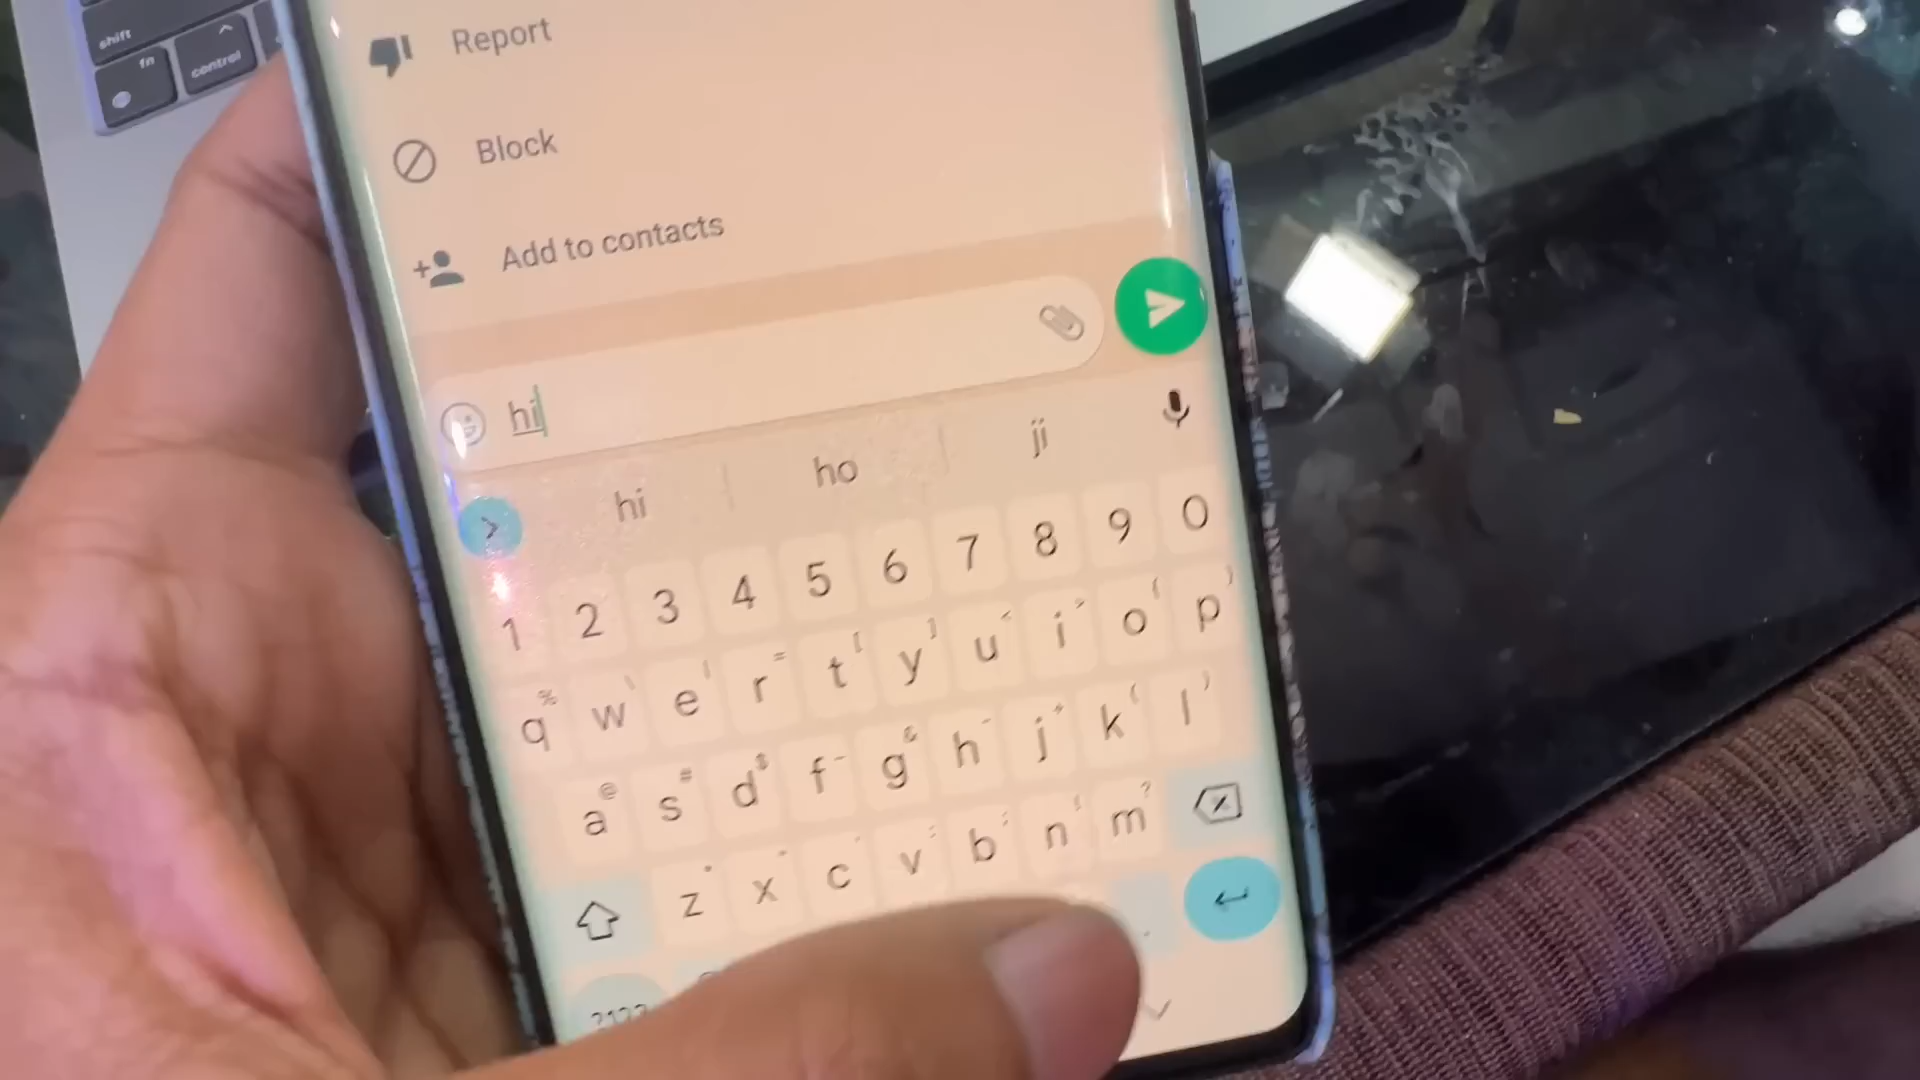 shift
fn
control
Report
Block
Add to contacts
hi
hi ho ji
1 2 3 4 5 6 7 8 9 0
q w e r t y u i o p
a s d f g h j k l
z x c v b n m